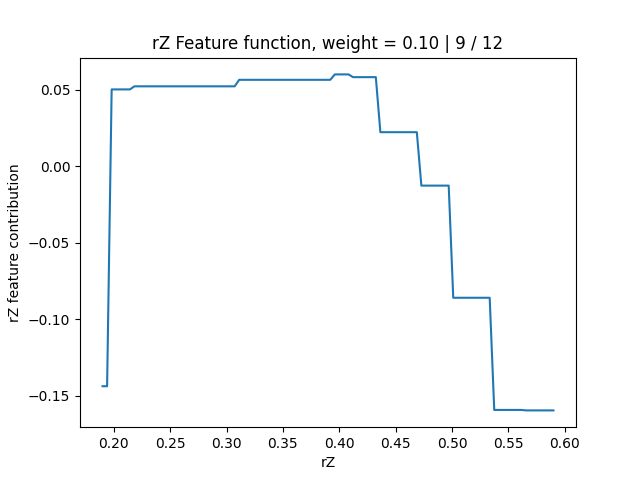 rZ Feature function, weight = 0.10 | 9 / 12
rZ feature contribution
0.05
0.00
−0.05
−0.10
−0.15
0.20 0.25 0.30 0.35 0.40 0.45 0.50 0.55 0.60
rZ